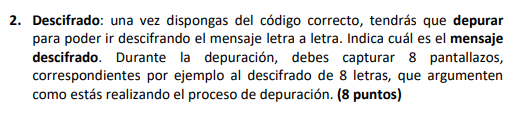 2. Descifrado: una vez dispongas del código correcto, tendrás que depurar
para poder ir descifrando el mensaje letra a letra. Indica cuál es el mensaje
descifrado. Durante la depuración, debes capturar 8 pantallazos,
correspondientes por ejemplo al descifrado de 8 letras, que argumenten
como estás realizando el proceso de depuración. (8 puntos)